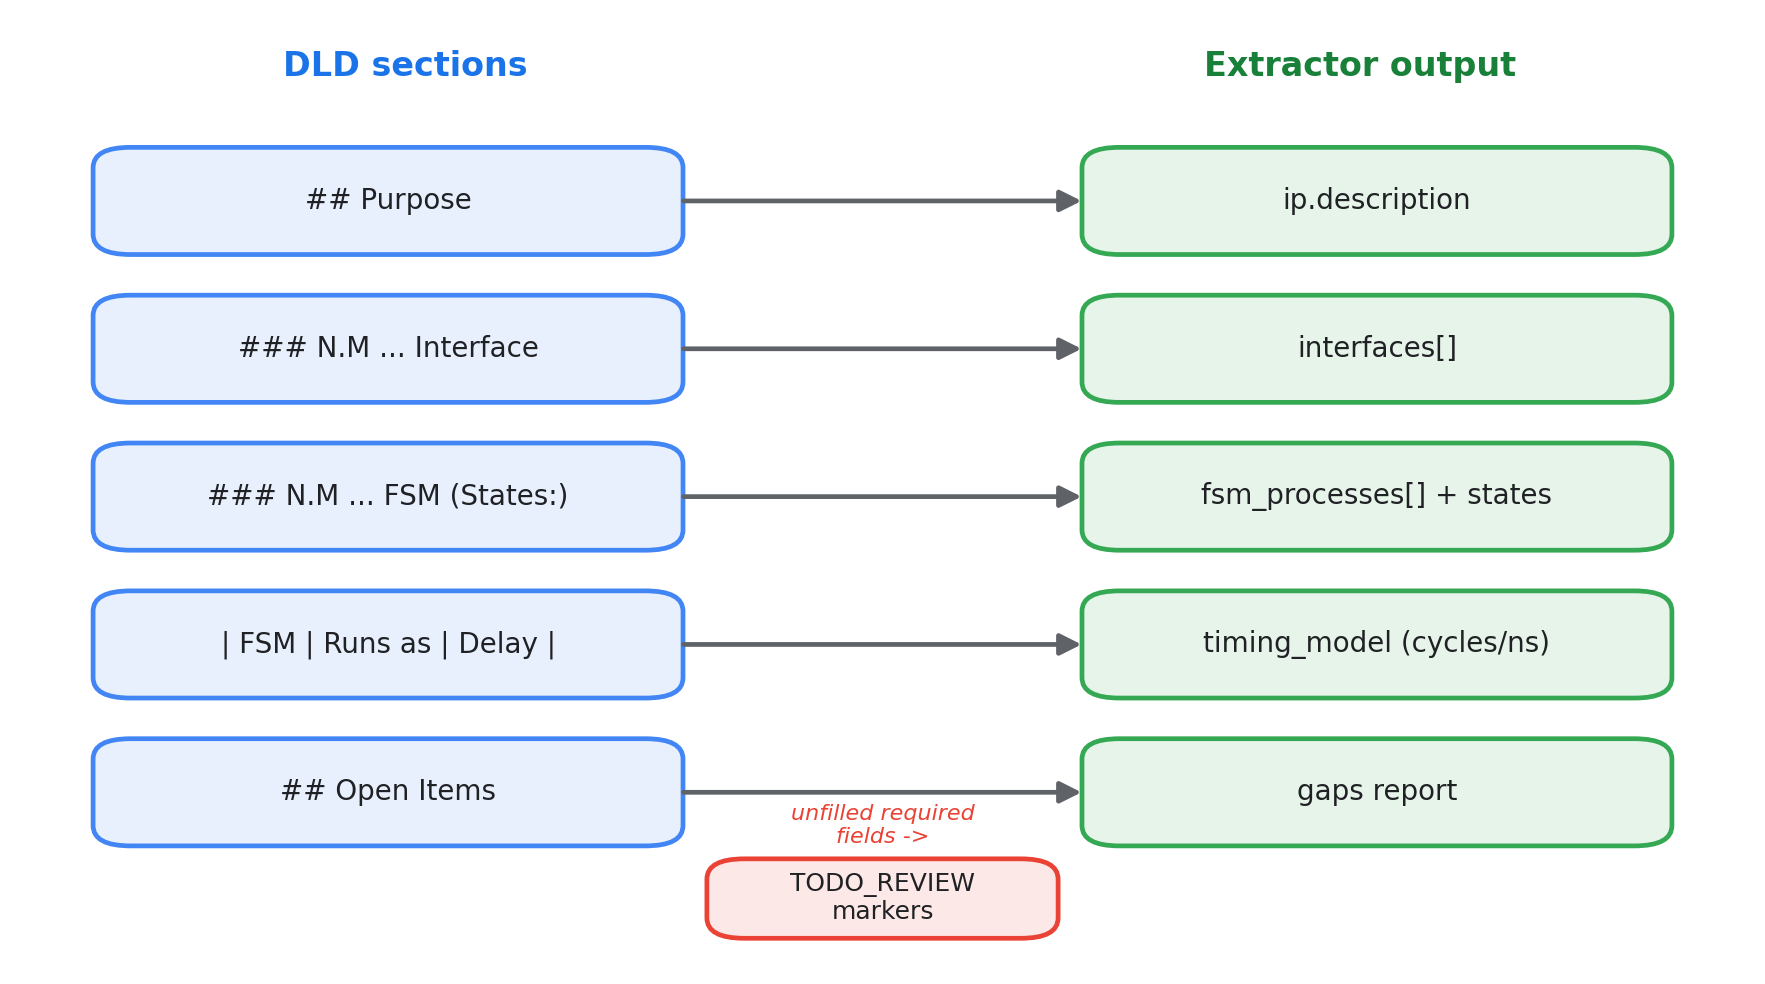 DLD sections
Extractor output
## Purpose
ip.description
### N.M ... Interface
interfaces[]
### N.M ... FSM (States:)
fsm_processes[] + states
| FSM | Runs as | Delay |
timing_model (cycles/ns)
## Open Items
gaps report
unfilled required
fields ->
TODO_REVIEW
markers